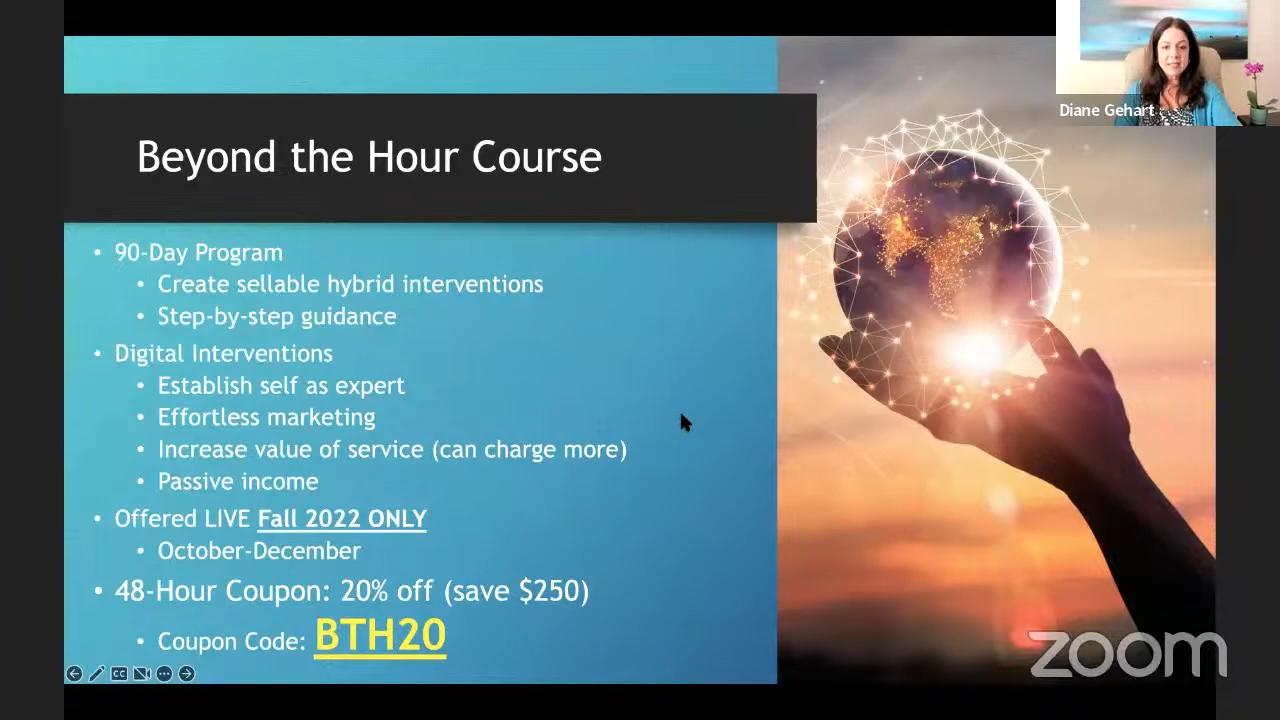 Beyond the Hour Course
• 90-Day Program
• Create sellable hybrid interventions
• Step-by-step guidance
• Digital Interventions
• Establish self as expert
• Effortless marketing
• Increase value of service (can charge more)
• Passive income
• Offered LIVE Fall 2022 ONLY
• October-December
• 48-Hour Coupon: 20% off (save $250)
• Coupon Code: BTH20
CC
Diane Gehart
zoom